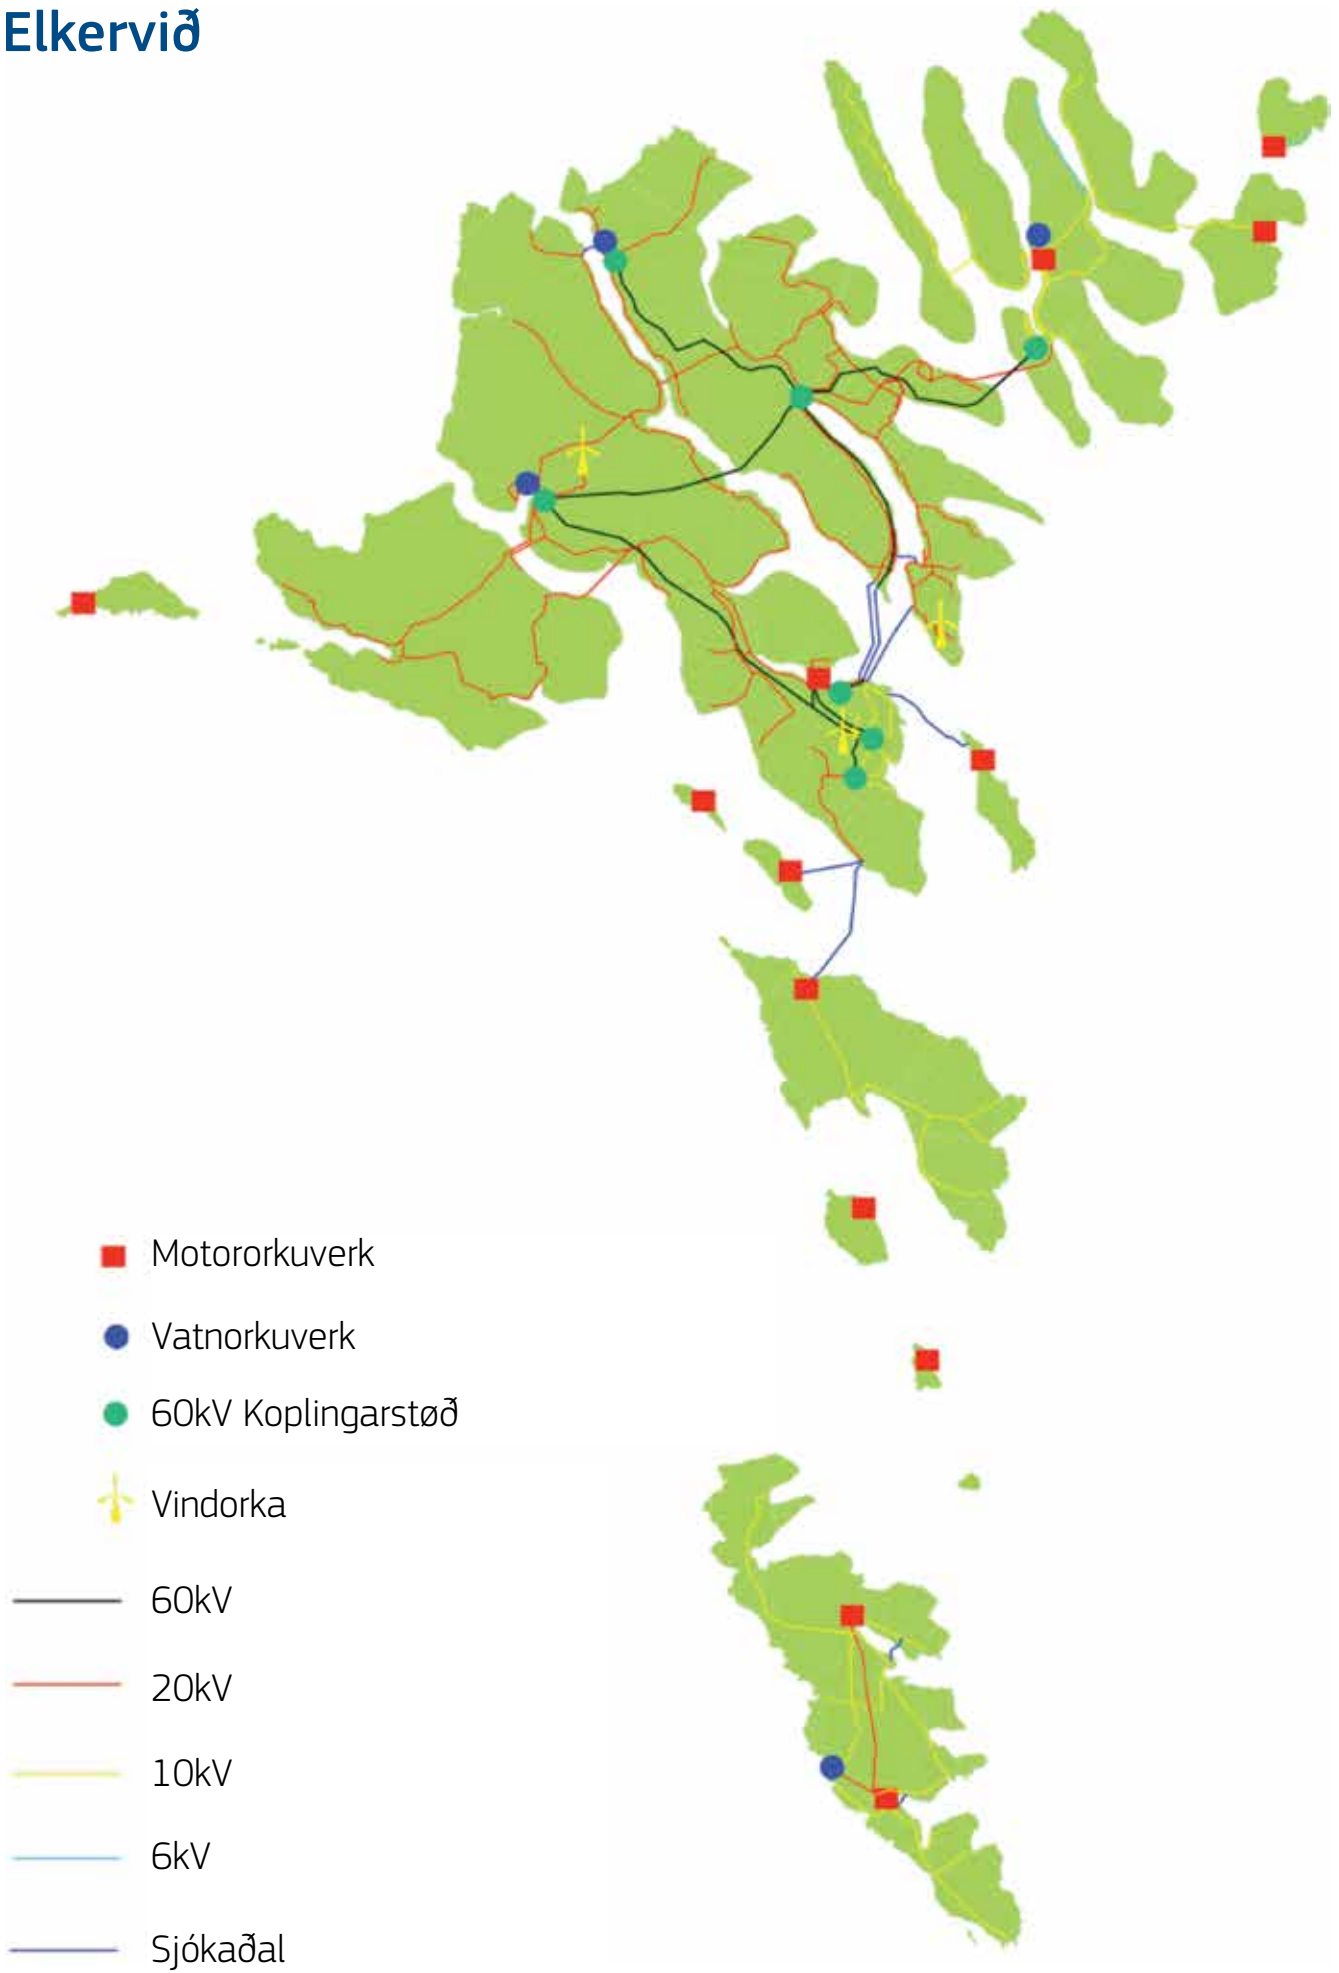 Elkervið
Motororkuverk
Vatnorkuverk
60kV Koplingarstøð
Vindorka
60kV
20kV
10kV
6kV
Sjókaðal